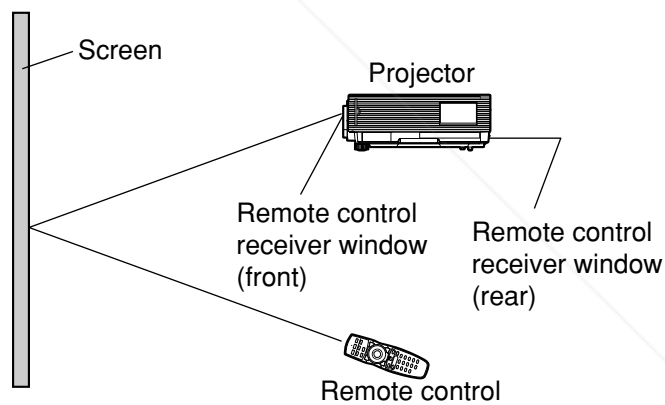 Screen
Projector
Remote control
receiver window
(front)
Remote control
receiver window
(rear)
Remote control